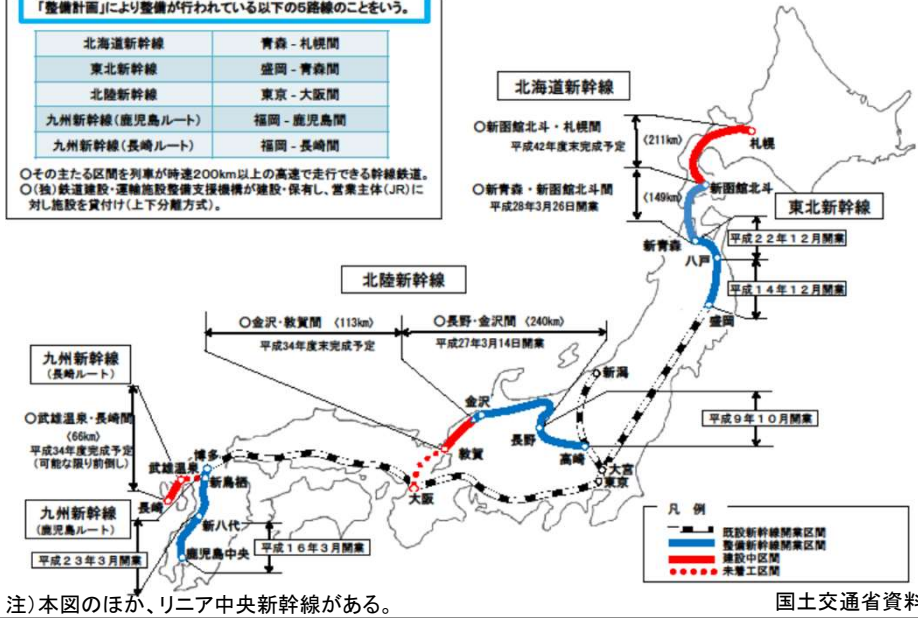 「整備計画」により整備が行われている以下の5路線のことをいう。
北海道新幹線 青森 - 札幌間
東北新幹線 盛岡 - 青森間
北陸新幹線 東京 - 大阪間
九州新幹線(鹿児島ルート) 福岡 - 鹿児島間
九州新幹線(長崎ルート) 福岡 - 長崎間
○その主たる区間を列車が時速200km以上の高速で走行できる幹線鉄道。
○(独)鉄道建設・運輸施設整備支援機構が建設・保有し、営業主体(JR)に
対し施設を貸付け(上下分離方式)。
北海道新幹線
○新函館北斗・札幌間
平成42年度末完成予定
〈211km〉
札幌
○新青森・新函館北斗間
平成28年3月26日開業
〈149km〉
新函館北斗
東北新幹線
新青森
平成22年12月開業
八戸
平成14年12月開業
盛岡
北陸新幹線
○金沢・敦賀間 〈113km〉
平成34年度末完成予定
○長野・金沢間 〈240km〉
平成27年3月14日開業
新潟
金沢
平成9年10月開業
長野
高崎
敦賀
大宮
東京
大阪
九州新幹線
(長崎ルート)
○武雄温泉・長崎間
〈66km〉
平成34年度完成予定
(可能な限り前倒し)
博多
武雄温泉
新鳥栖
長崎
九州新幹線
(鹿児島ルート)
新八代
平成16年3月開業
鹿児島中央
平成23年3月開業
凡 例
既設新幹線開業区間
整備新幹線開業区間
建設中区間
未着工区間
注)本図のほか、リニア中央新幹線がある。
国土交通省資料